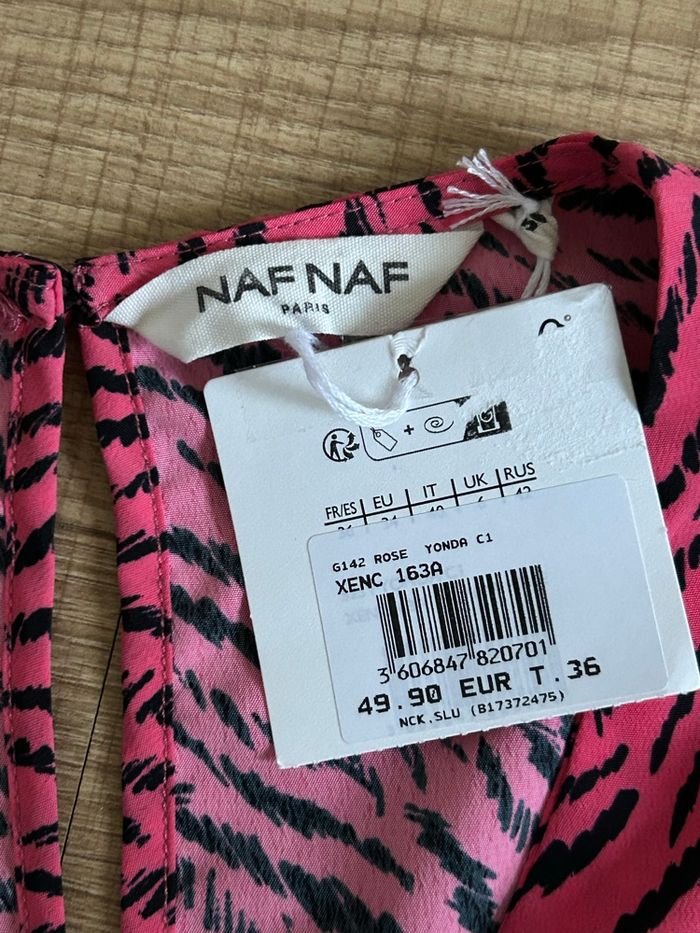 NAF NAF
PARIS
+
FR/ES EU IT UK RUS
G142 ROSE YONDA C1
XENC 163A
3 606847 820701
49.90 EUR T.36
NCK.SLU (B17372475)